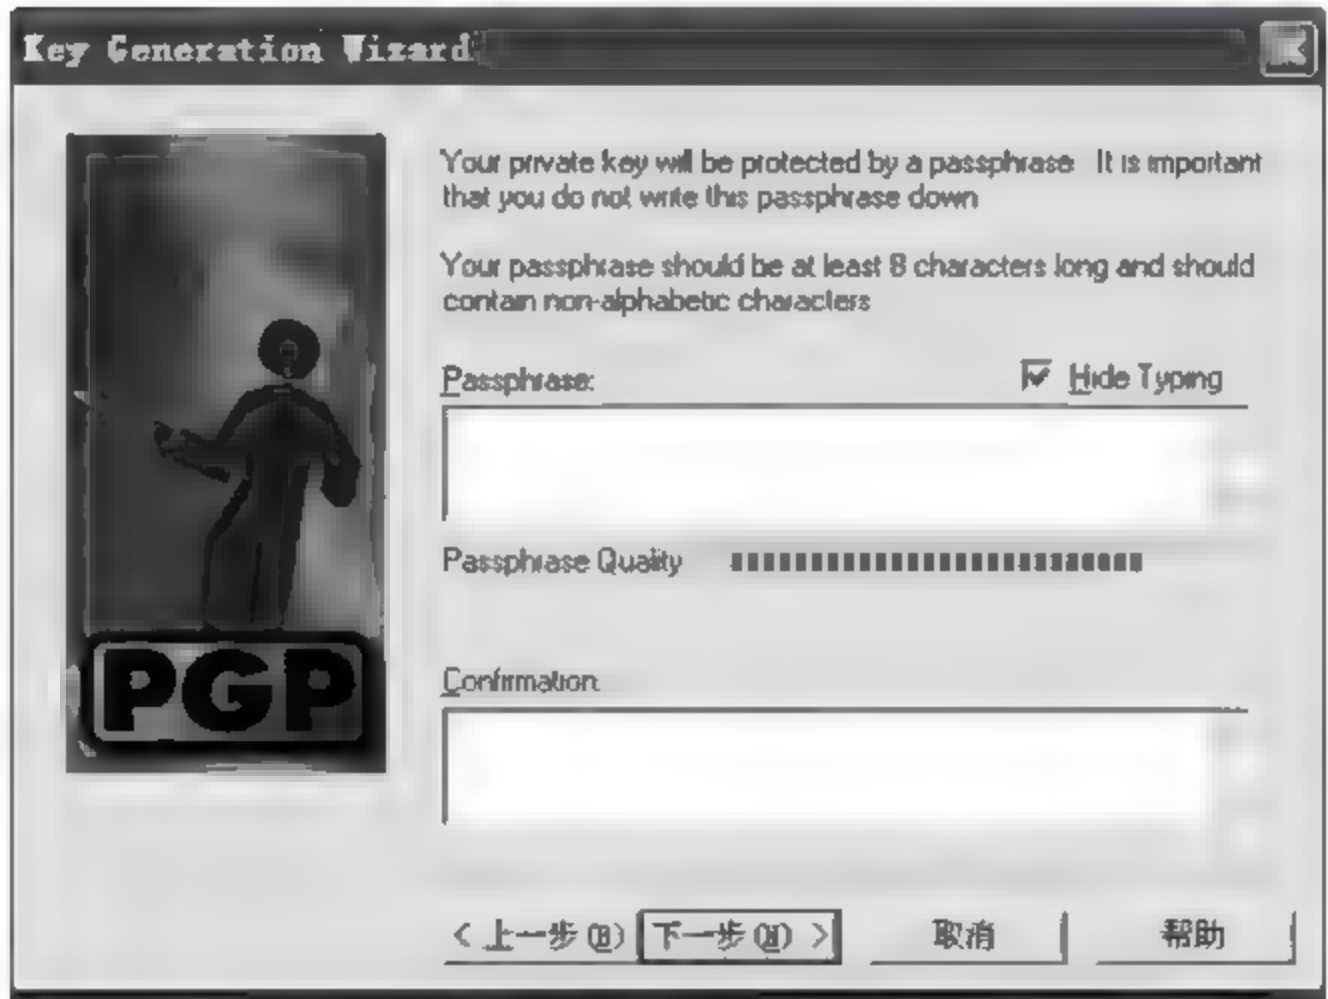 Key Generation Wizard
Your private key will be protected by a passphrase. It is important
that you do not write this passphrase down.
Your passphrase should be at least 8 characters long and should
contain non-alphabetic characters.
Passphrase: Hide Typing
Passphrase Quality
PGP
Confirmation:
< 上一步(B) 下一步(N) > 取消 帮助